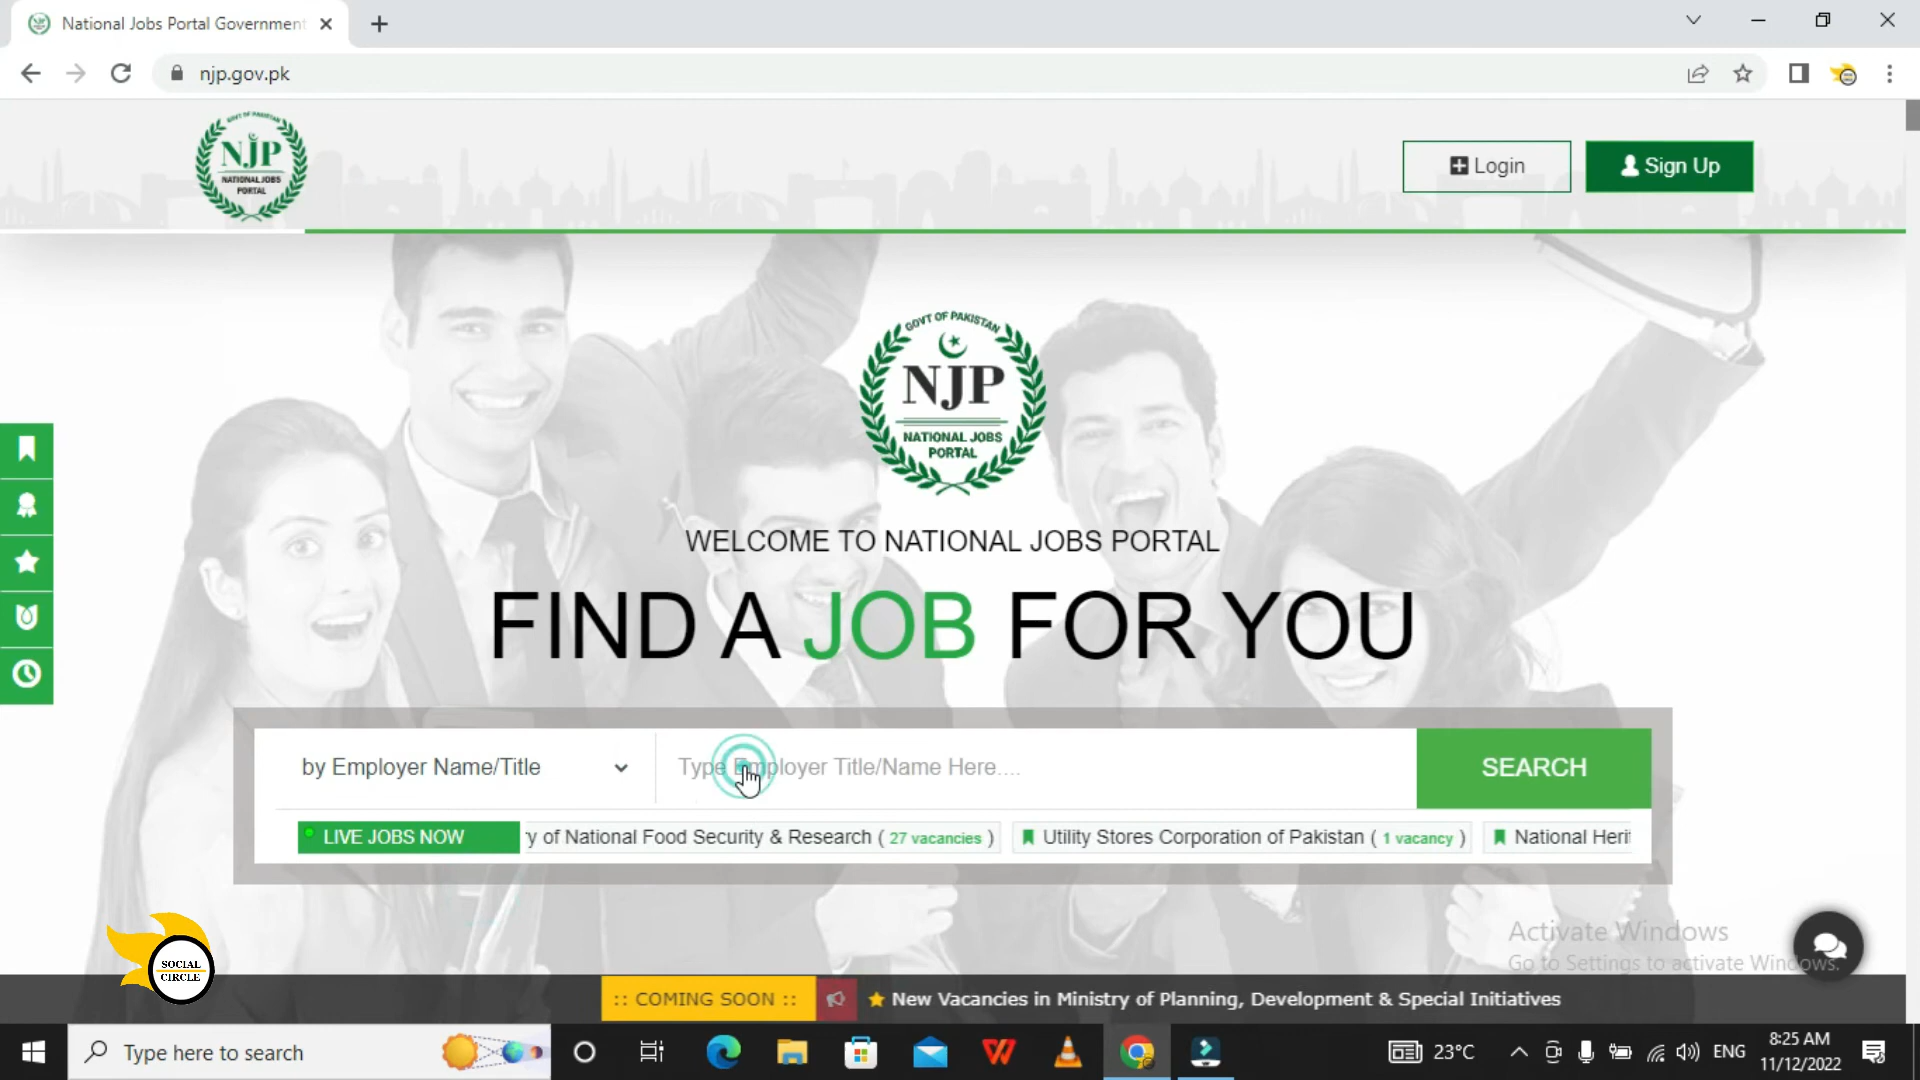 National Jobs Portal Government
njp.gov.pk
GOVT OF PAKISTAN
NJP
NATIONAL JOBS
PORTAL
Login
Sign Up
GOVT OF PAKISTAN
NJP
NATIONAL JOBS
PORTAL
WELCOME TO NATIONAL JOBS PORTAL
FIND A JOB FOR YOU
by Employer Name/Title
Type Employer Title/Name Here....
SEARCH
LIVE JOBS NOW
y of National Food Security & Research ( 27 vacancies )
Utility Stores Corporation of Pakistan ( 1 vacancy )
National Herit
Activate Windows
Go to Settings to activate Windows.
SOCIAL
CIRCLE
:: COMING SOON ::
New Vacancies in Ministry of Planning, Development & Special Initiatives
Type here to search
23°C
ENG
8:25 AM
11/12/2022